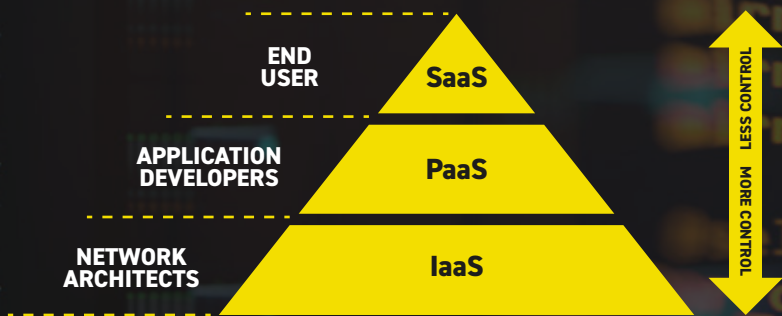 END
USER
SaaS
APPLICATION
DEVELOPERS
PaaS
NETWORK
ARCHITECTS
IaaS
LESS CONTROL
MORE CONTROL